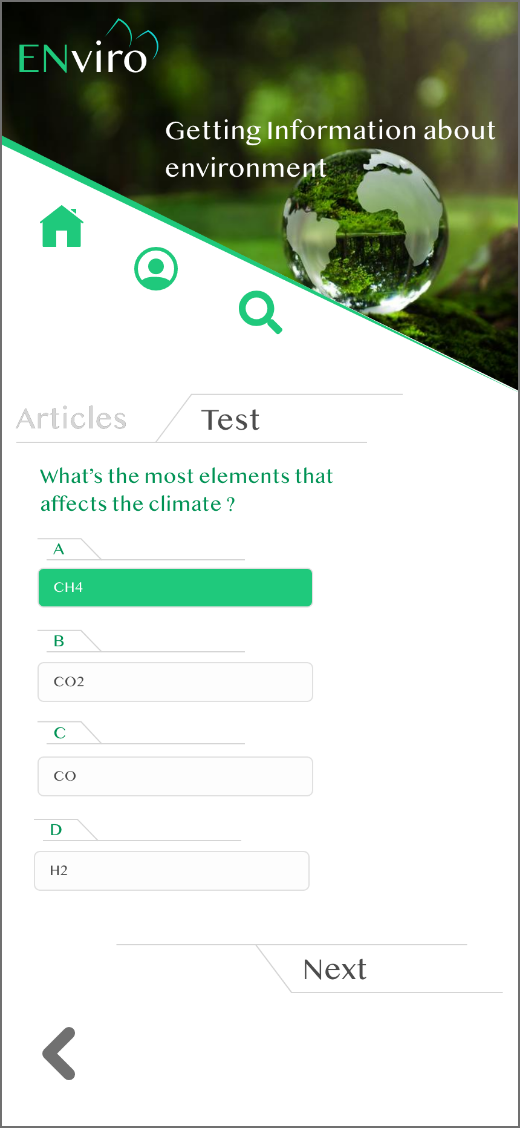 ENviro
Getting Information about
environment
Articles
Test
What's the most elements that
affects the climate ?
A
CH4
B
CO2
C
CO
D
H2
Next